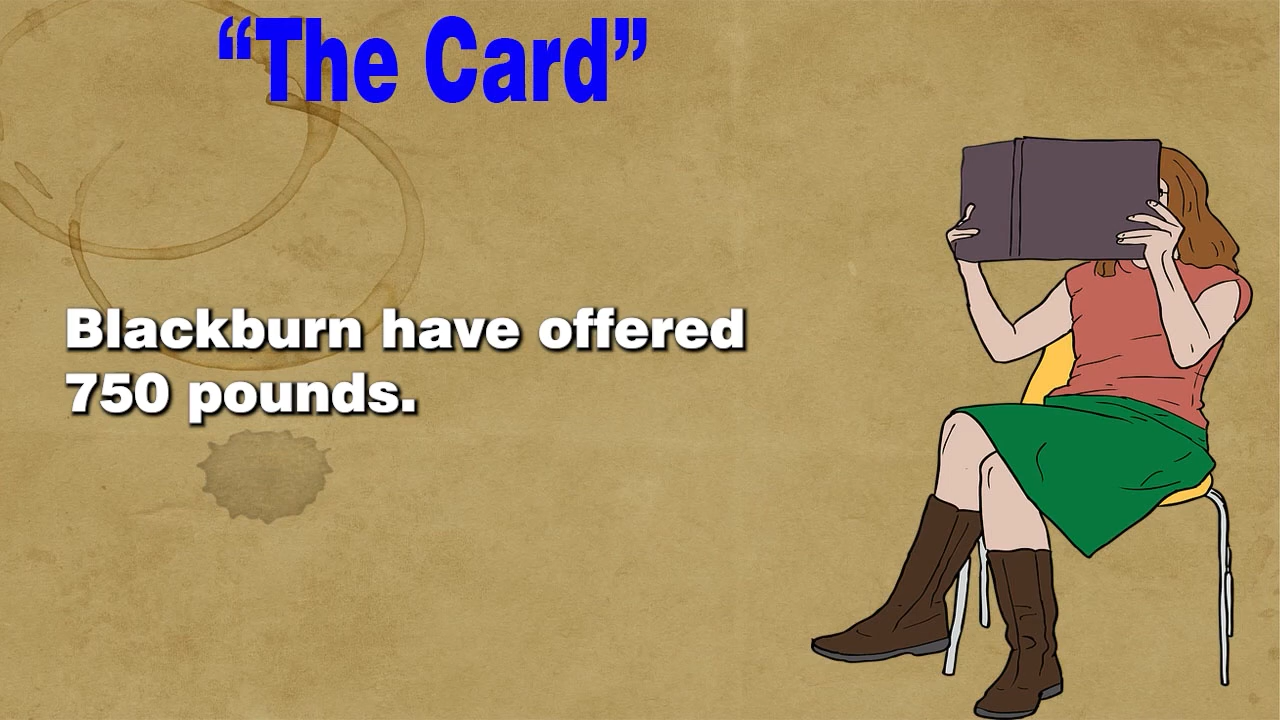 “The Card”
Blackburn have offered
750 pounds.